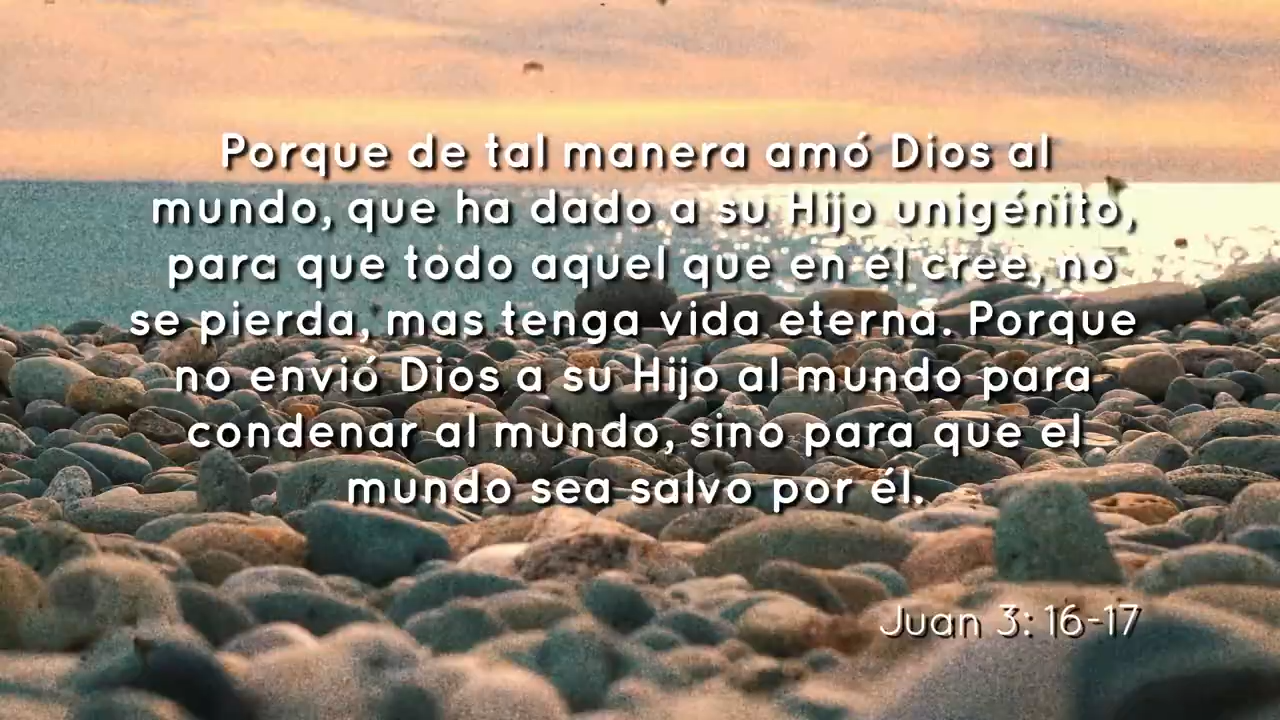 Porque de tal manera amó Dios al
mundo, que ha dado a su Hijo unigénito,
para que todo aquel que en él cree, no
se pierda, mas tenga vida eterna. Porque
no envió Dios a su Hijo al mundo para
condenar al mundo, sino para que el
mundo sea salvo por él.
Juan 3: 16-17